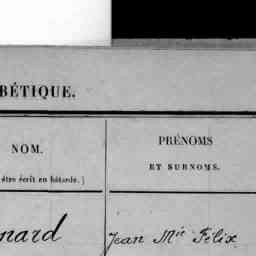 BÉTIQUE.
NOM.
être écrit en bâtarde.)
PRÉNOMS
ET SURNOMS.
nard
Jean Mie Félix